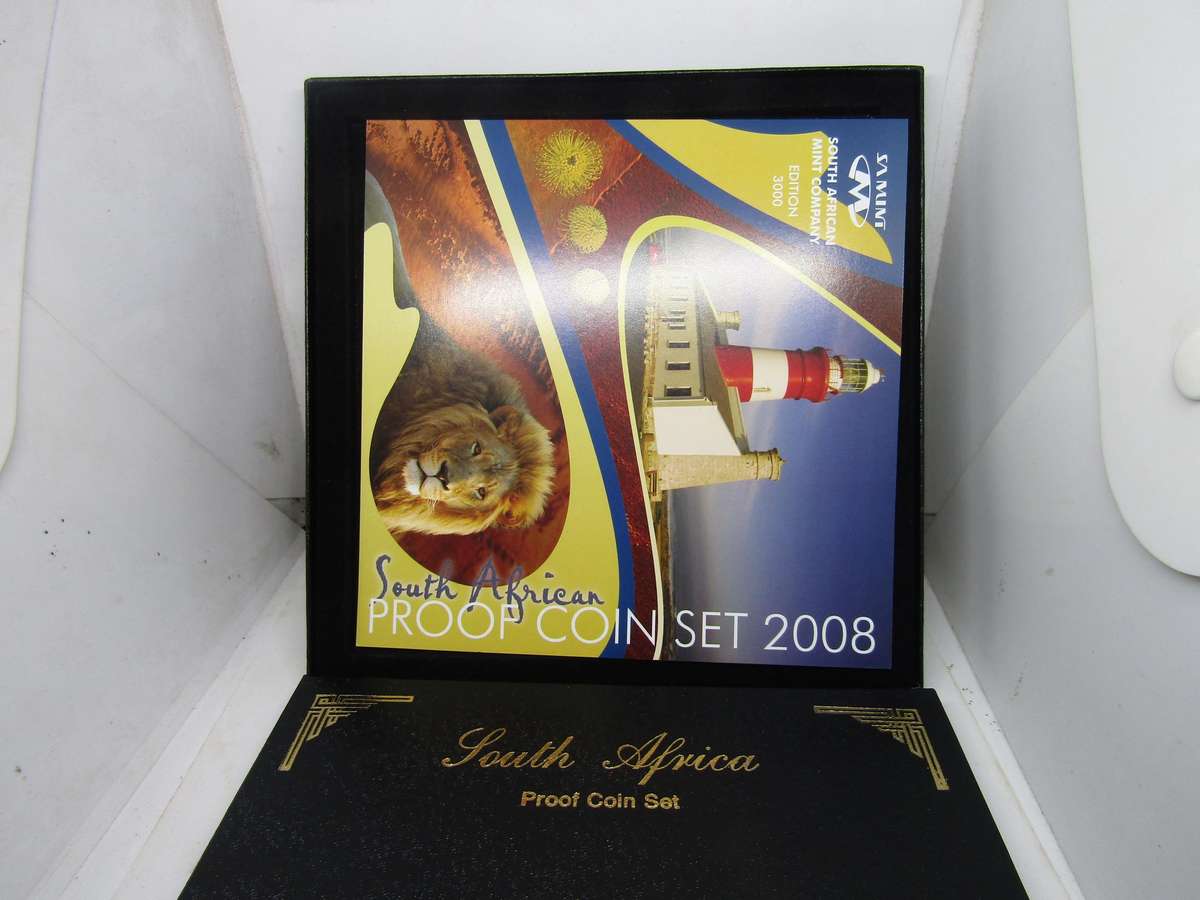 SA MINT
SOUTH AFRICAN
MINT COMPANY
EDITION
3000
South African
PROOF COIN SET 2008
South Africa
Proof Coin Set